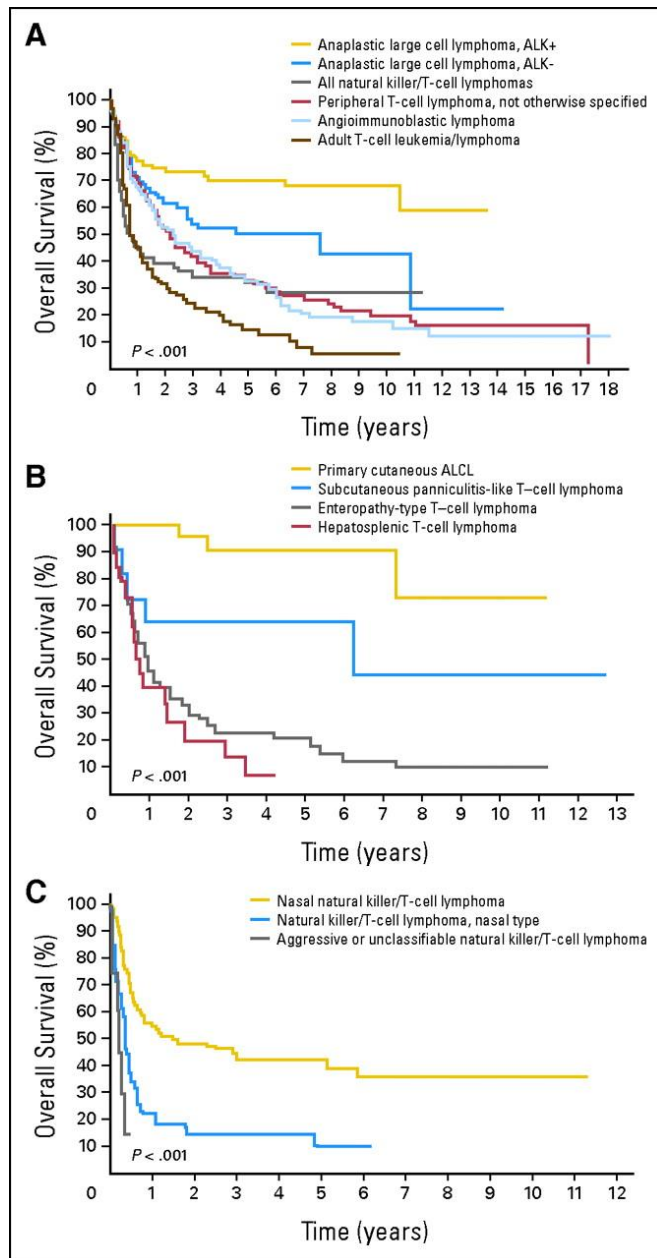 A
Anaplastic large cell lymphoma, ALK+
Anaplastic large cell lymphoma, ALK-
All natural killer/T-cell lymphomas
Peripheral T-cell lymphoma, not otherwise specified
Angioimmunoblastic lymphoma
Adult T-cell leukemia/lymphoma
Overall Survival (%)
100
90
80
70
60
50
40
30
20
10
P < .001
0 1 2 3 4 5 6 7 8 9 10 11 12 13 14 15 16 17 18
Time (years)
B
Primary cutaneous ALCL
Subcutaneous panniculitis-like T–cell lymphoma
Enteropathy-type T–cell lymphoma
Hepatosplenic T-cell lymphoma
Overall Survival (%)
100
90
80
70
60
50
40
30
20
10
P < .001
0 1 2 3 4 5 6 7 8 9 10 11 12 13
Time (years)
C
Nasal natural killer/T-cell lymphoma
Natural killer/T-cell lymphoma, nasal type
Aggressive or unclassifiable natural killer/T-cell lymphoma
Overall Survival (%)
100
90
80
70
60
50
40
30
20
10
P < .001
0 1 2 3 4 5 6 7 8 9 10 11 12
Time (years)